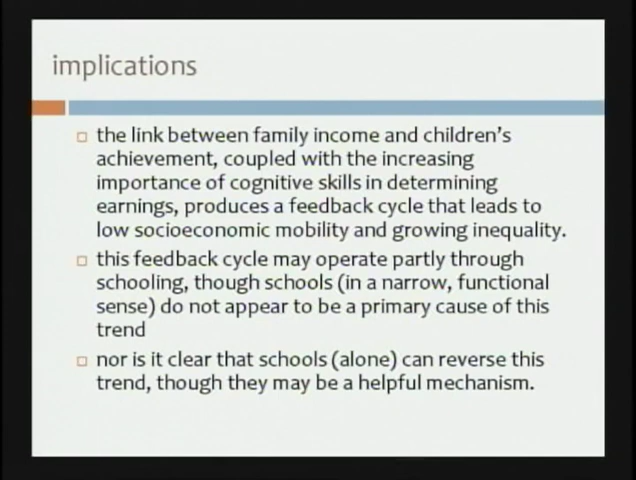 implications
the link between family income and children's
achievement, coupled with the increasing
importance of cognitive skills in determining
earnings, produces a feedback cycle that leads to
low socioeconomic mobility and growing inequality.
this feedback cycle may operate partly through
schooling, though schools (in a narrow, functional
sense) do not appear to be a primary cause of this
trend
nor is it clear that schools (alone) can reverse this
trend, though they may be a helpful mechanism.